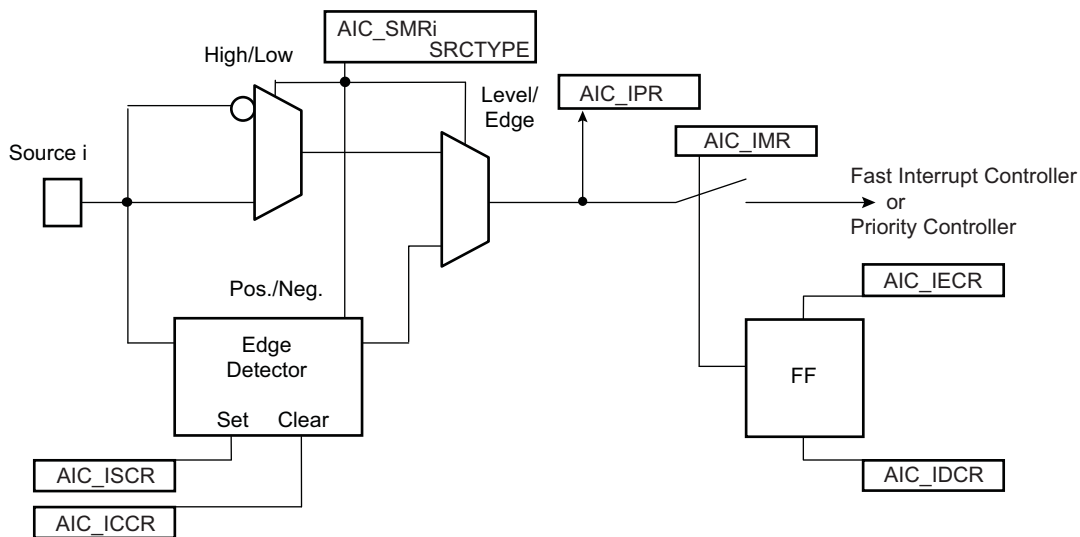 AIC_SMRi
SRCTYPE
High/Low
Level/
Edge
AIC_IPR
AIC_IMR
Source i
Fast Interrupt Controller
or
Priority Controller
Pos./Neg.
AIC_IECR
Edge
Detector
FF
Set Clear
AIC_ISCR
AIC_IDCR
AIC_ICCR